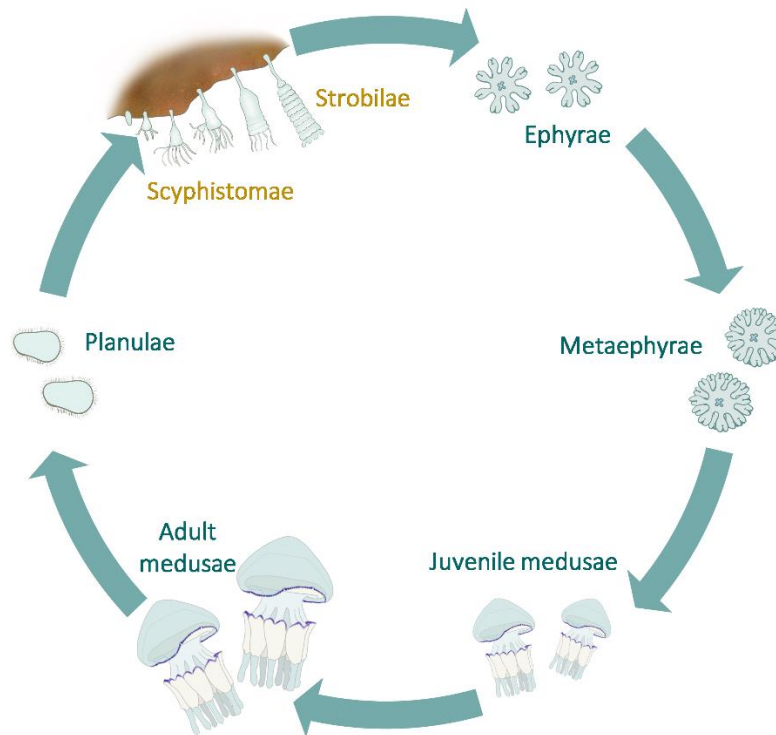 Strobilae
Ephyrae
Scyphistomae
Planulae
Metaephyrae
Adult
medusae
Juvenile medusae